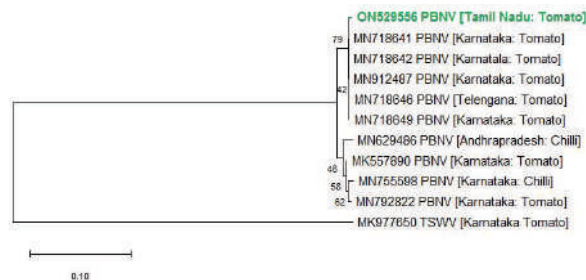 ON529556 PBNV [Tamil Nadu: Tomato]
79
MN718641 PBNV [Karnataka: Tomato]
MN718642 PBNV [Karnatala: Tomato]
MN912487 PBNV [Karnataka: Tomato]
42
MN718646 PBNV [Telengana: Tomato]
MN718649 PBNV [Karnataka: Tomato]
MN629486 PBNV [Andhrapradesh: Chilli]
MK557890 PBNV [Karnataka: Tomato]
48
MN755598 PBNV [Karnataka: Chilli]
58
MN792822 PBNV [Karnataka: Tomato]
62
MK977650 TSWV [Karnataka Tomato]
0.10